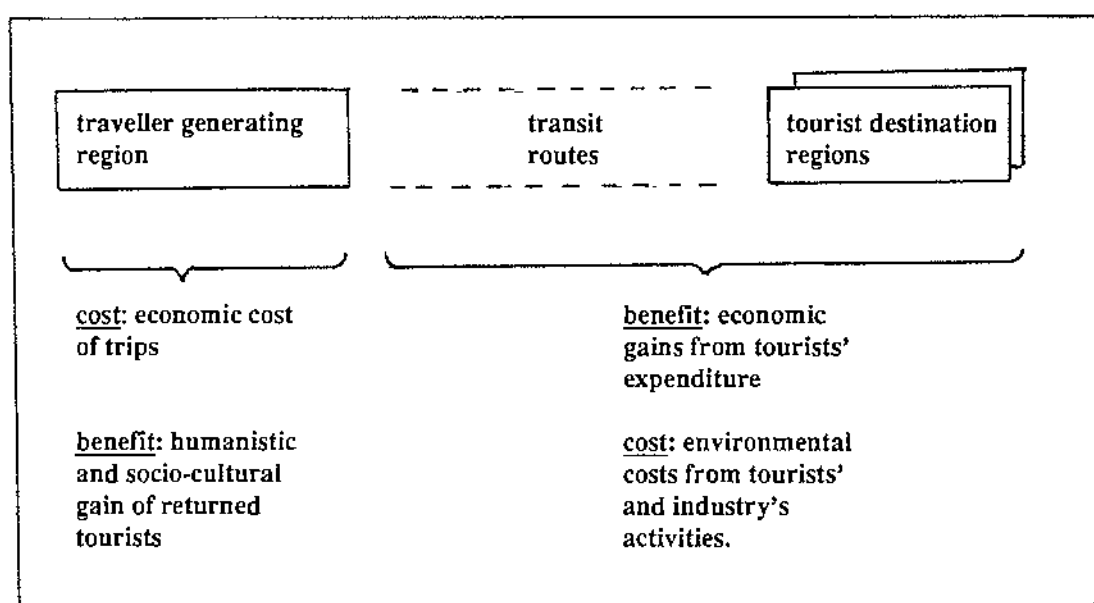 traveller generating
region
transit
routes
tourist destination
regions
cost: economic cost
of trips
benefit: humanistic
and socio-cultural
gain of returned
tourists
benefit: economic
gains from tourists'
expenditure
cost: environmental
costs from tourists'
and industry's
activities.